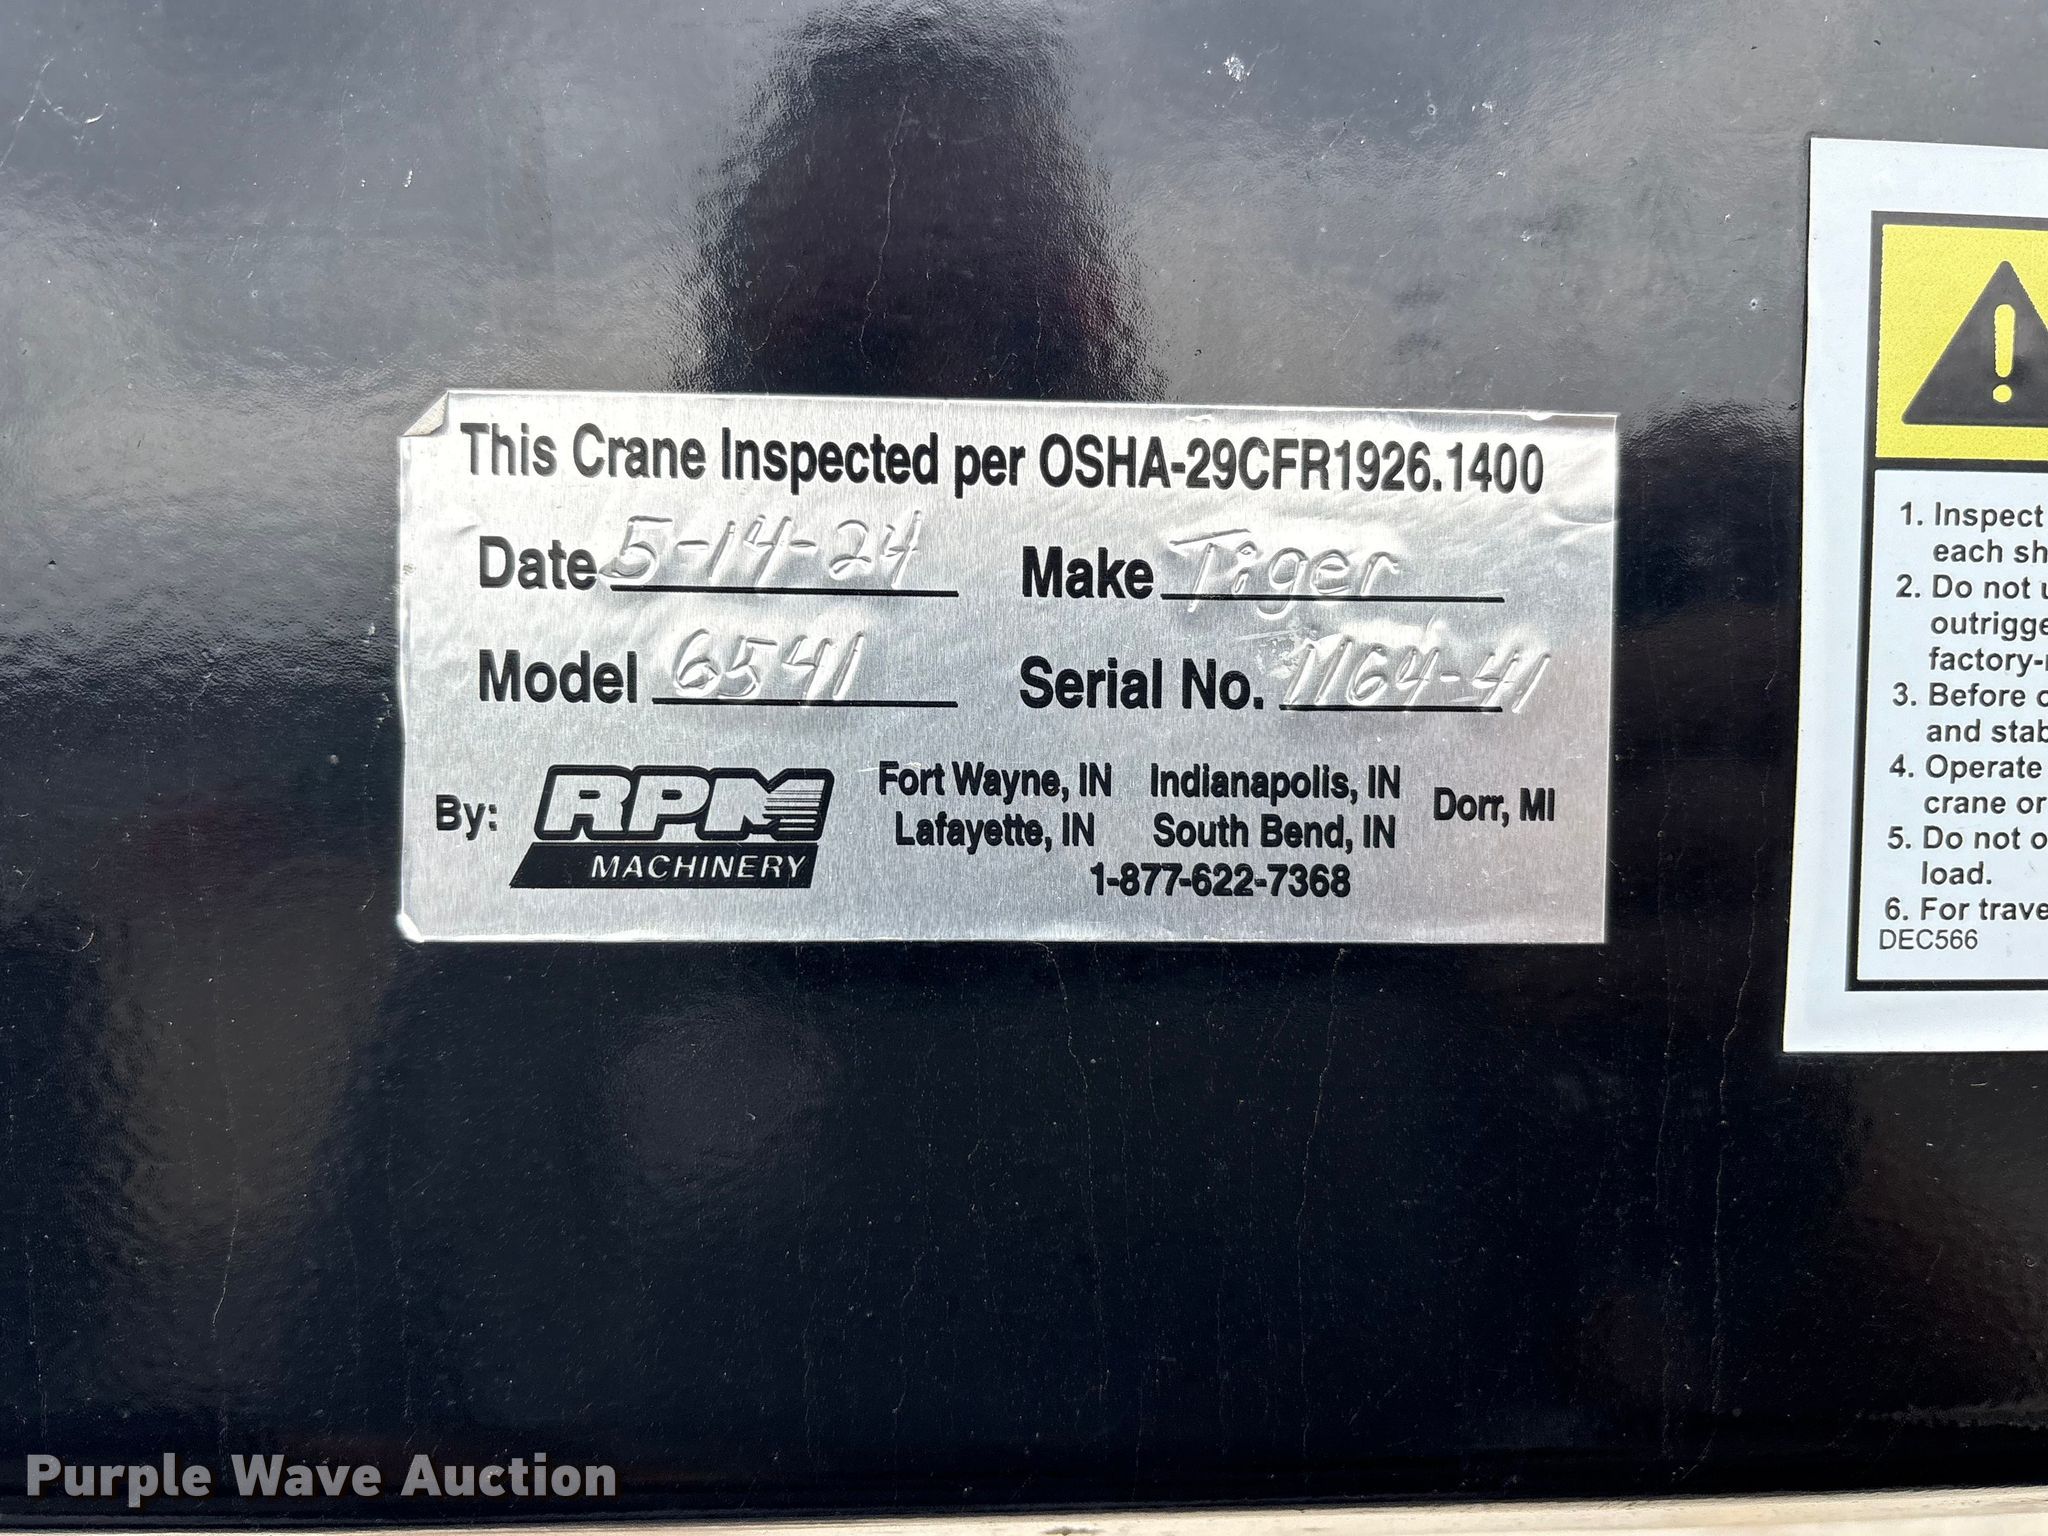 This Crane Inspected per OSHA-29CFR1926.1400
Date 5-14-24 Make Tiger
Model 6541 Serial No. 1164-41
By: RPM MACHINERY
Fort Wayne, IN Indianapolis, IN
Lafayette, IN South Bend, IN
Dorr, MI
1-877-622-7368
1. Inspect
each sh
2. Do not u
outrigge
factory-
3. Before o
and stab
4. Operate
crane or
5. Do not o
load.
6. For trave
DEC566
Purple Wave Auction